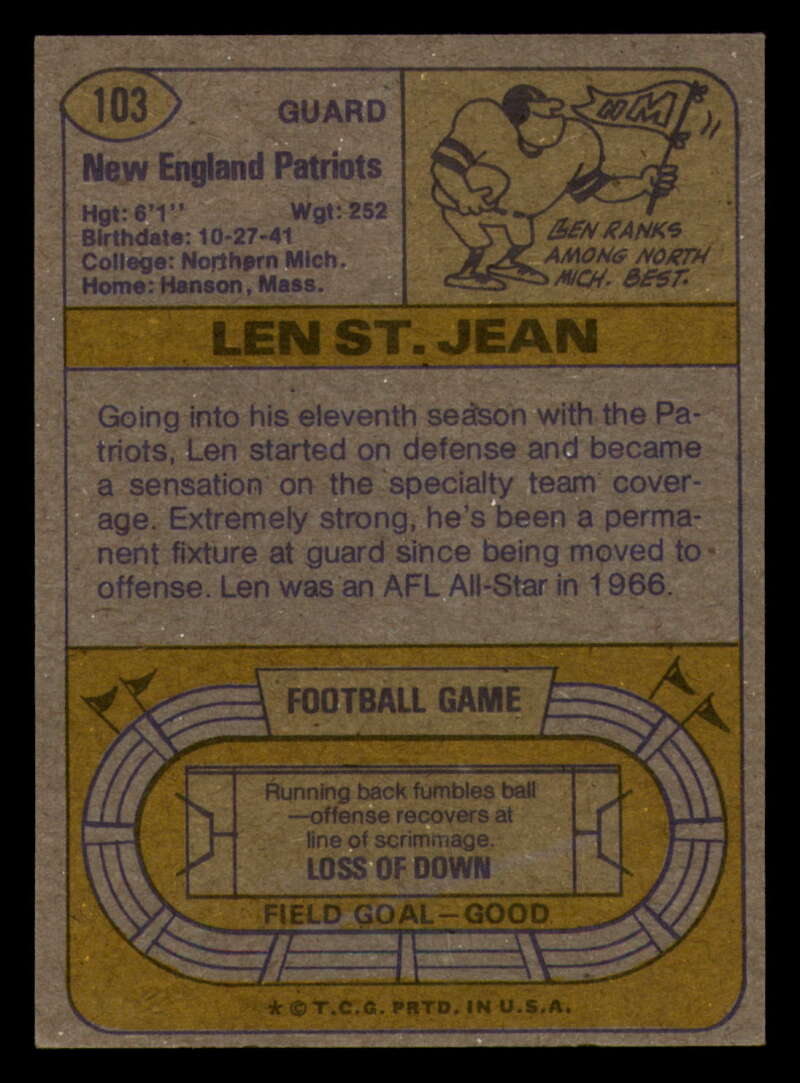 103
GUARD
New England Patriots
Hgt: 6'1" Wgt: 252
Birthdate: 10-27-41
College: Northern Mich.
Home: Hanson, Mass.
NM
LEN RANKS
AMONG NORTH
MICH. BEST.
LEN ST. JEAN
Going into his eleventh season with the Pa-
triots, Len started on defense and became
a sensation on the specialty team cover-
age. Extremely strong, he's been a perma-
nent fixture at guard since being moved to
offense. Len was an AFL All-Star in 1966.
FOOTBALL GAME
Running back fumbles ball
—offense recovers at
line of scrimmage.
LOSS OF DOWN
FIELD GOAL—GOOD
* © T.C.G. PRTD. IN U.S.A.